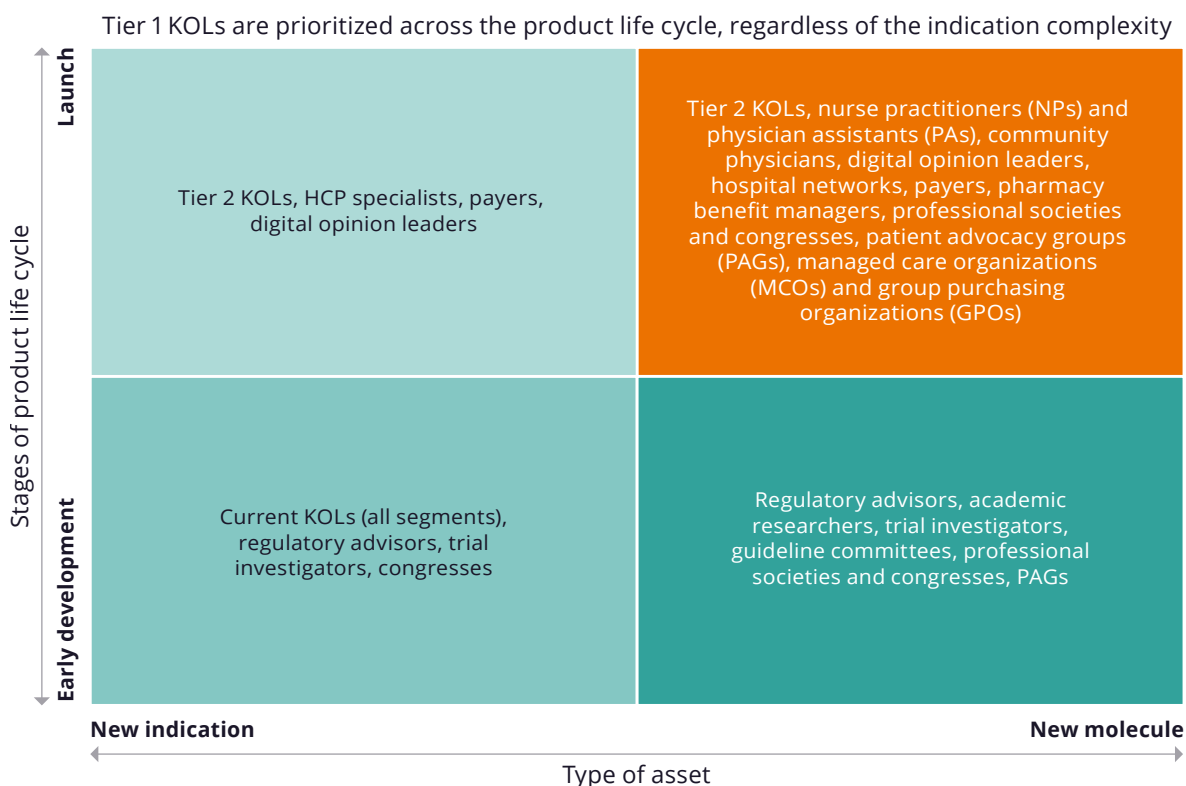 Tier 1 KOLs are prioritized across the product life cycle, regardless of the indication complexity
Stages of product life cycle
Launch
Early development
Tier 2 KOLs, HCP specialists, payers,
digital opinion leaders
Tier 2 KOLs, nurse practitioners (NPs) and
physician assistants (PAs), community
physicians, digital opinion leaders,
hospital networks, payers, pharmacy
benefit managers, professional societies
and congresses, patient advocacy groups
(PAGs), managed care organizations
(MCOs) and group purchasing
organizations (GPOs)
Current KOLs (all segments),
regulatory advisors, trial
investigators, congresses
Regulatory advisors, academic
researchers, trial investigators,
guideline committees, professional
societies and congresses, PAGs
New indication
New molecule
Type of asset